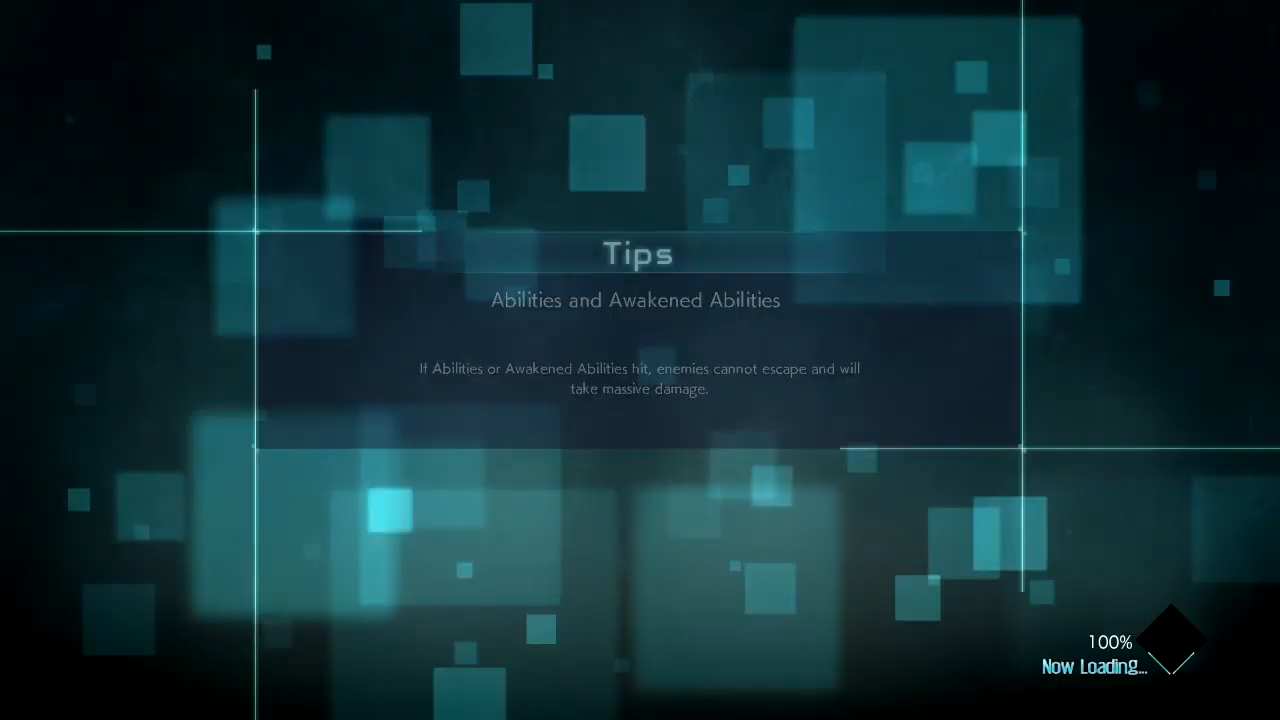 Tips
Abilities and Awakened Abilities
If Abilities or Awakened Abilities hit, enemies cannot escape and will
take massive damage.
100%
Now Loading...